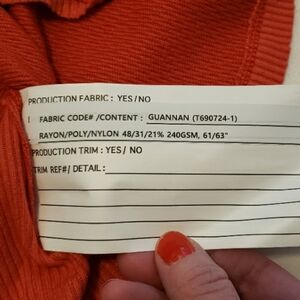 PRODUCTION FABRIC : YES/NO
FABRIC CODE# /CONTENT : GUANNAN (T690724-1)
RAYON/POLY/NYLON 48/31/21% 240GSM, 61/63"
PRODUCTION TRIM : YES / NO
TRIM REF#/ DETAIL :